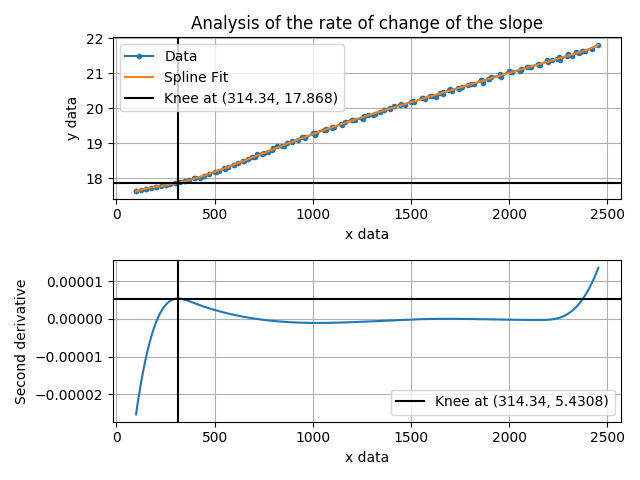 Analysis of the rate of change of the slope
22
21
20
19
18
y data
Data
Spline Fit
Knee at (314.34, 17.868)
0
500
1000
1500
2000
2500
x data
0.00001
0.00000
−0.00001
−0.00002
Second derivative
Knee at (314.34, 5.4308)
0
500
1000
1500
2000
2500
x data